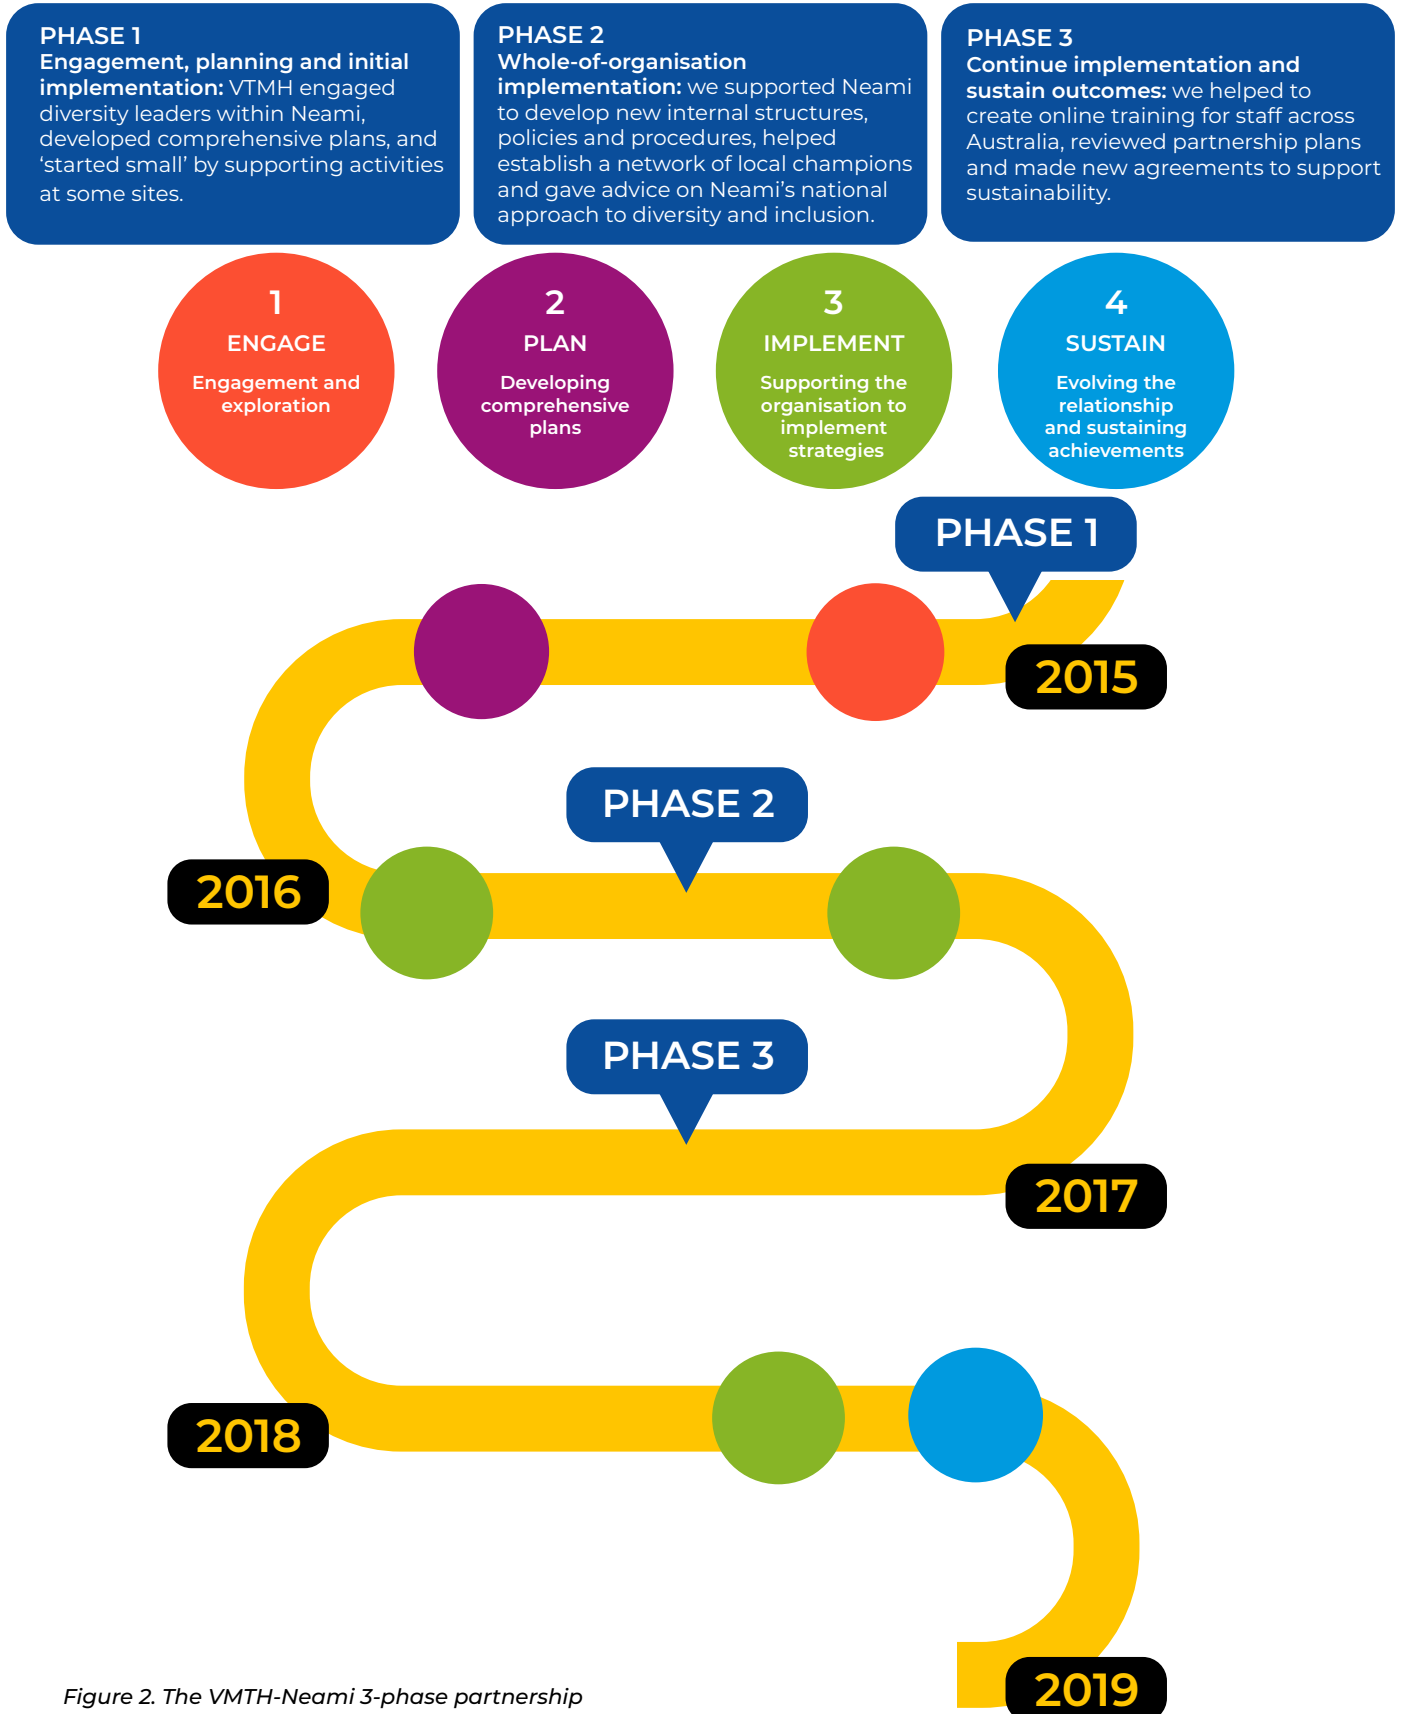 PHASE 1
Engagement, planning and initial
implementation: VTMH engaged
diversity leaders within Neami,
developed comprehensive plans, and
‘started small’ by supporting activities
at some sites.
PHASE 2
Whole-of-organisation
implementation: we supported Neami
to develop new internal structures,
policies and procedures, helped
establish a network of local champions
and gave advice on Neami’s national
approach to diversity and inclusion.
PHASE 3
Continue implementation and
sustain outcomes: we helped to
create online training for staff across
Australia, reviewed partnership plans
and made new agreements to support
sustainability.
1
ENGAGE
Engagement and
exploration
2
PLAN
Developing
comprehensive
plans
3
IMPLEMENT
Supporting the
organisation to
implement
strategies
4
SUSTAIN
Evolving the
relationship
and sustaining
achievements
PHASE 1
2015
PHASE 2
2016
PHASE 3
2017
2018
2019
Figure 2. The VMTH-Neami 3-phase partnership